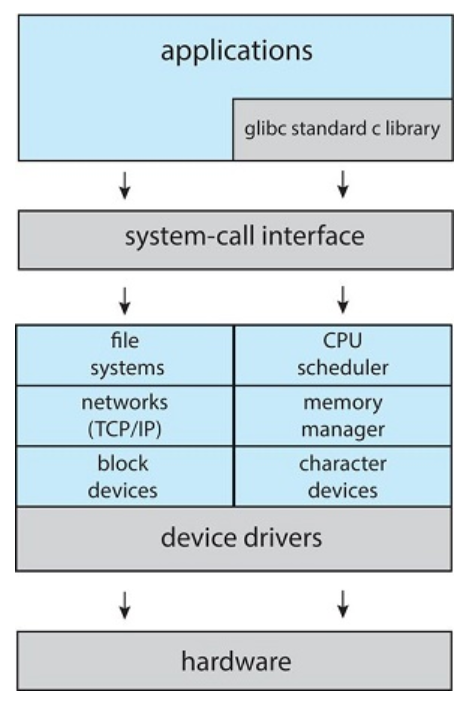 applications
glibc standard c library
system-call interface
file
systems
CPU
scheduler
networks
(TCP/IP)
memory
manager
block
devices
character
devices
device drivers
hardware